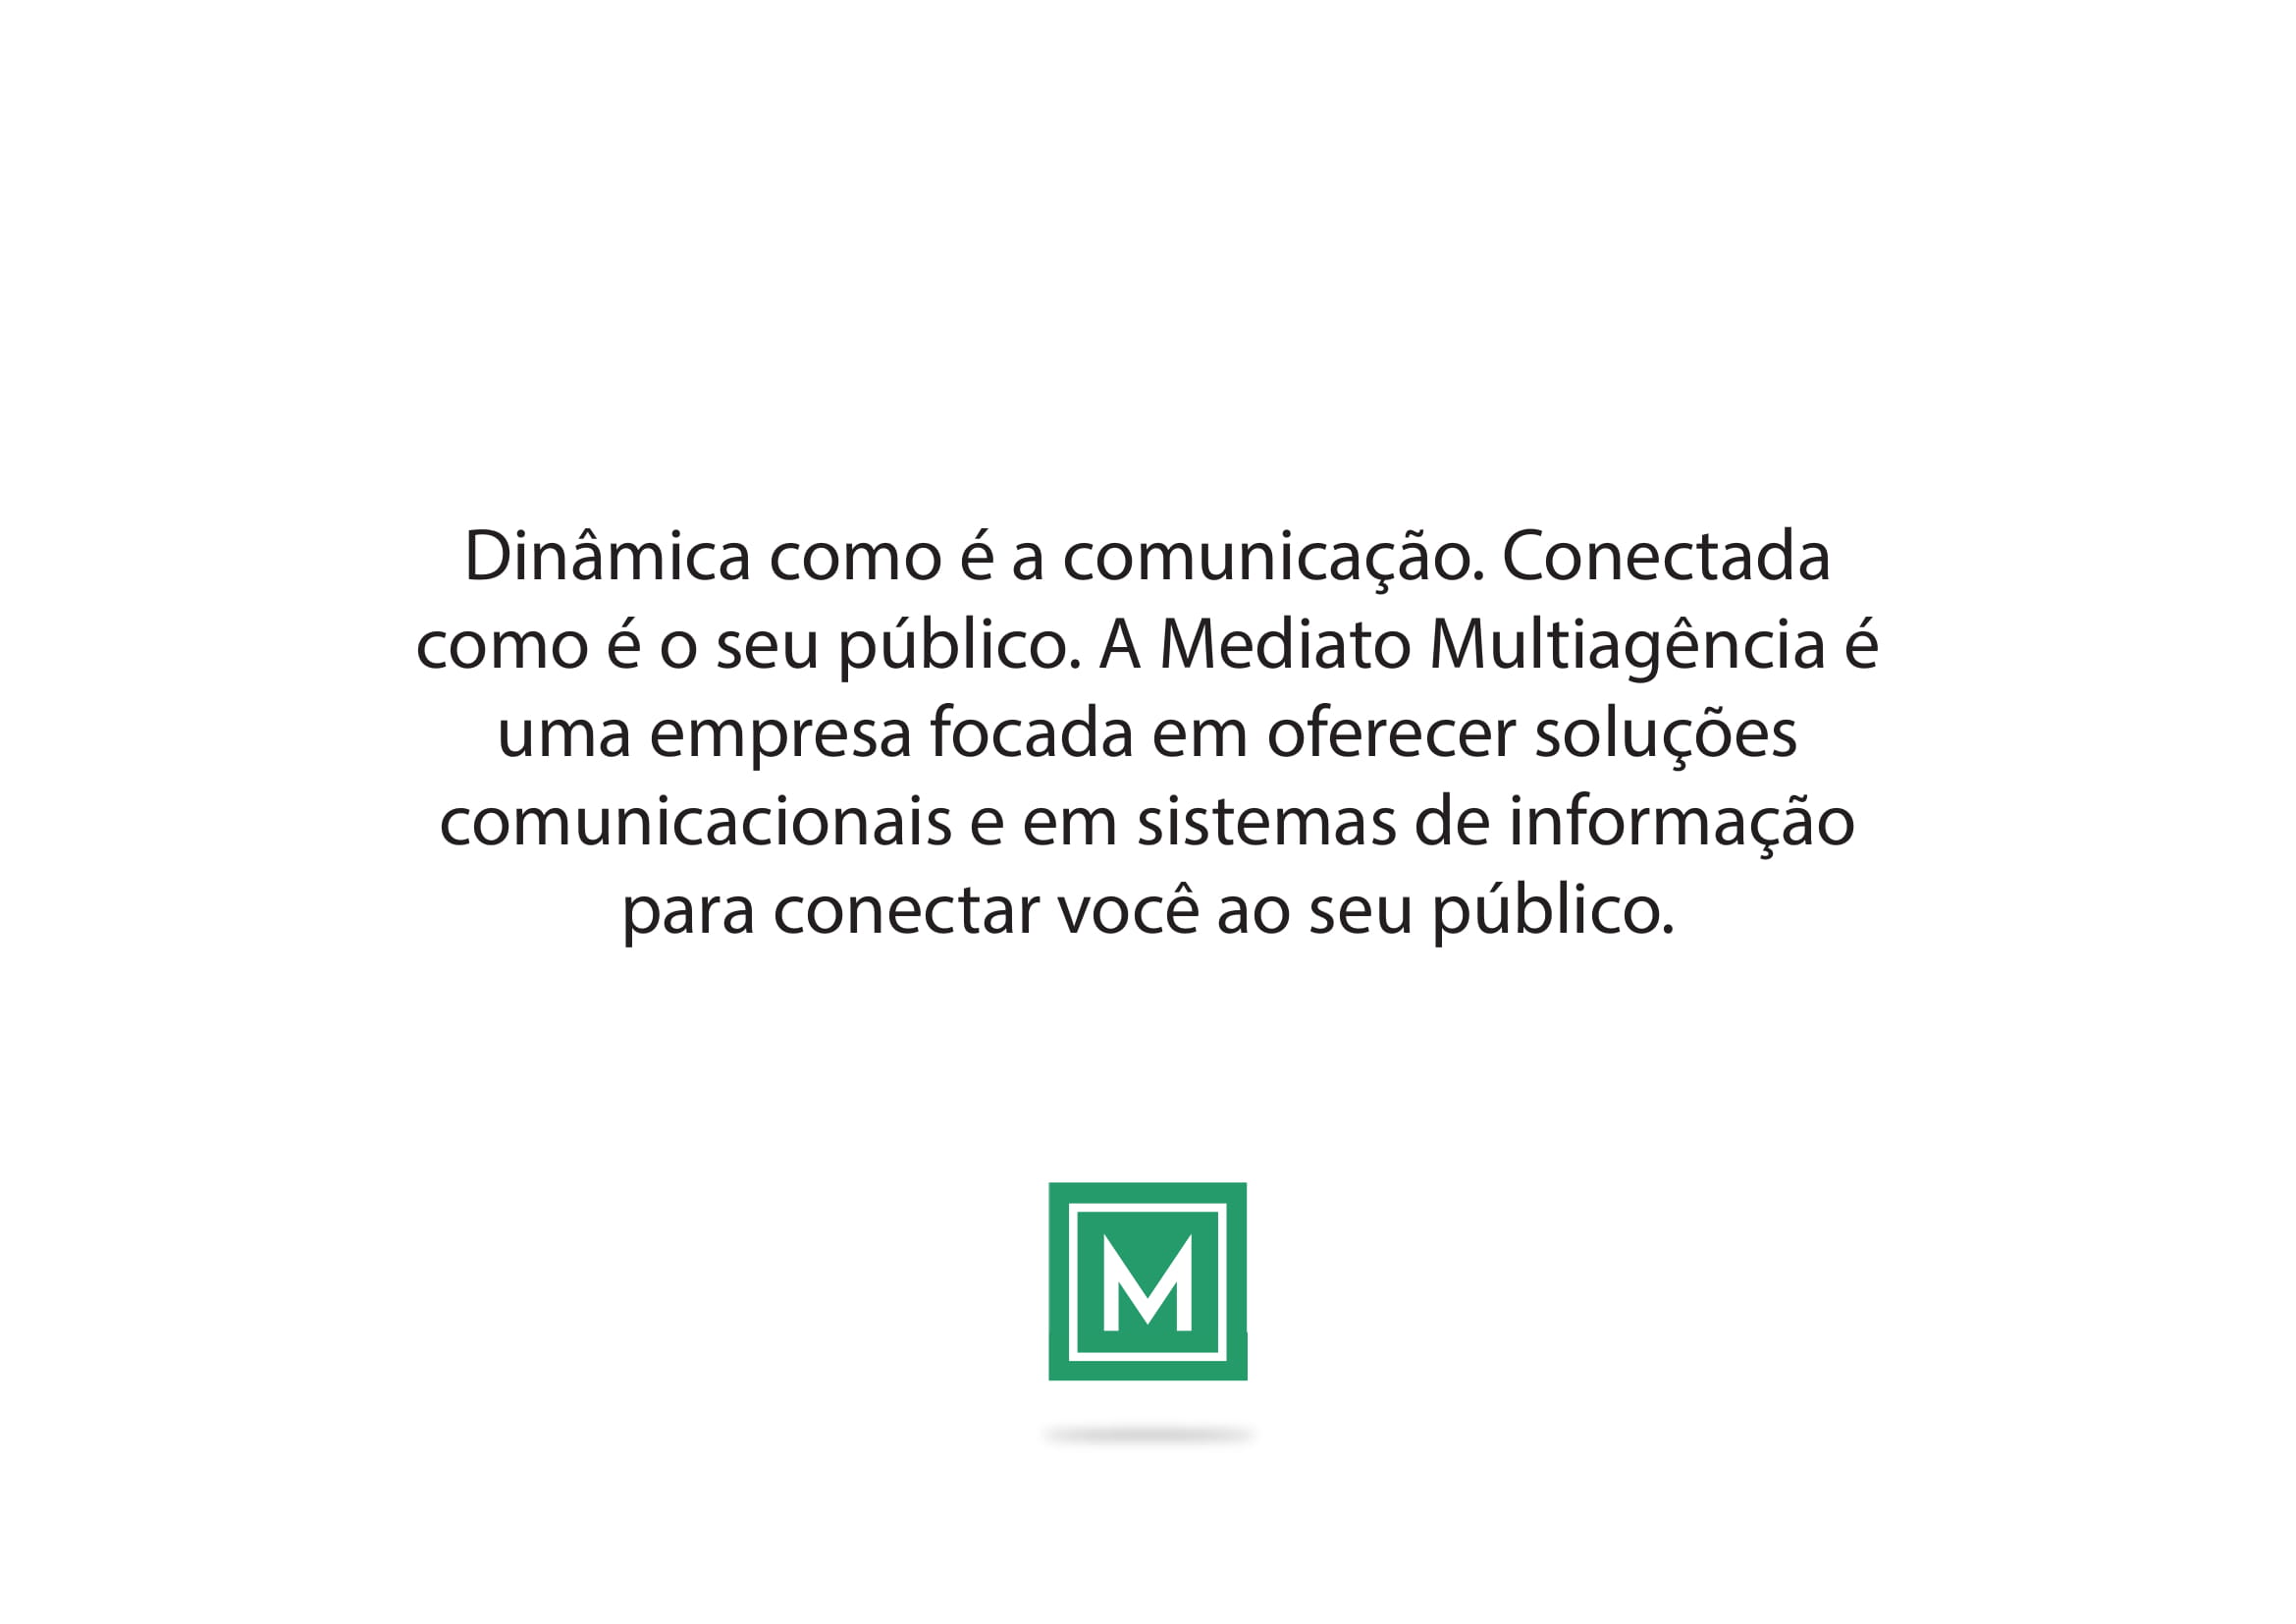 Dinâmica como é a comunicação. Conectada
como é o seu público. A Mediato Multiagência é
uma empresa focada em oferecer soluções
comunicacionais e em sistemas de informação
para conectar você ao seu público.
M